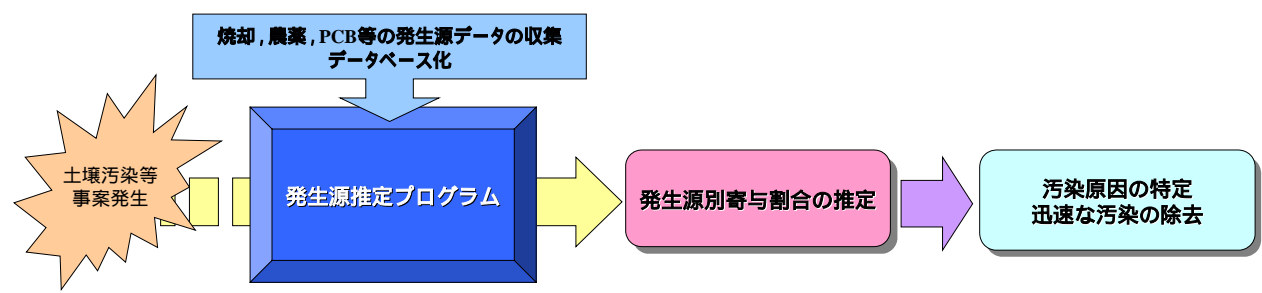 焼却,農薬,PCB等の発生源データの収集
データベース化
土壌汚染等
事案発生
発生源推定プログラム
発生源別寄与割合の推定
汚染原因の特定
迅速な汚染の除去